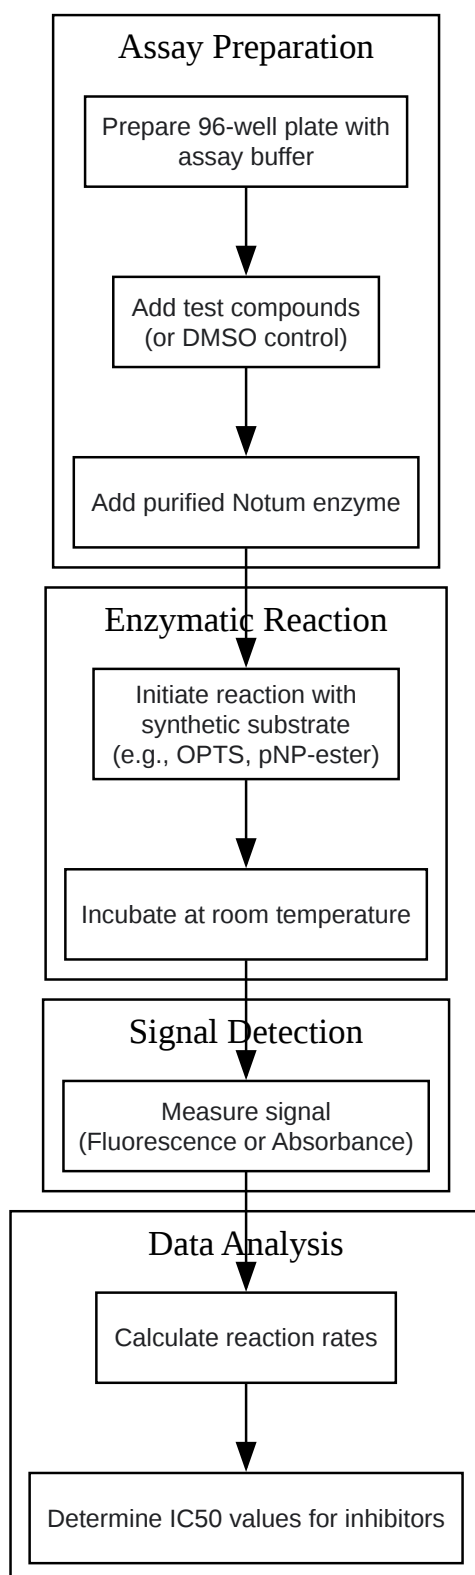 Assay Preparation
Prepare 96-well plate with
assay buffer
Add test compounds
(or DMSO control)
Add purified Notum enzyme
Enzymatic Reaction
Initiate reaction with
synthetic substrate
(e.g., OPTS, pNP-ester)
Incubate at room temperature
Signal Detection
Measure signal
(Fluorescence or Absorbance)
Data Analysis
Calculate reaction rates
Determine IC50 values for inhibitors